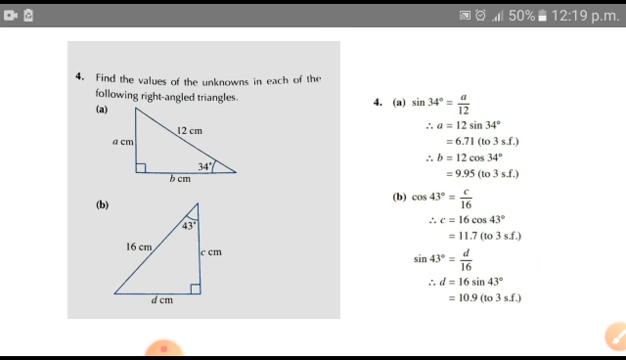 50% 12:19 p.m.
4. Find the values of the unknowns in each of the
following right-angled triangles.
(a)
12 cm
a cm
34°
b cm
(b)
43°
16 cm
c cm
d cm
4. (a) sin 34° = a/12
∴ a = 12 sin 34°
= 6.71 (to 3 s.f.)
∴ b = 12 cos 34°
= 9.95 (to 3 s.f.)
(b) cos 43° = c/16
∴ c = 16 cos 43°
= 11.7 (to 3 s.f.)
sin 43° = d/16
∴ d = 16 sin 43°
= 10.9 (to 3 s.f.)